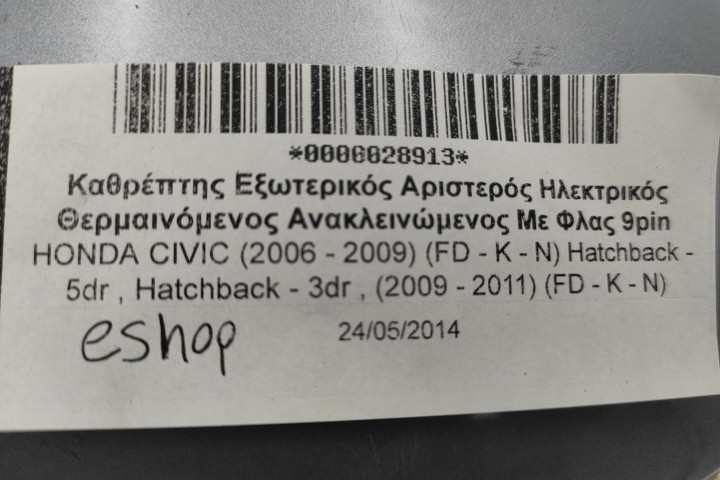 *0006028913*
Καθρέπτης Εξωτερικός Αριστερός Ηλεκτρικός
Θερμαινόμενος Ανακλεινώμενος Με Φλας 9pin
HONDA CIVIC (2006 - 2009) (FD - K - N) Hatchback -
5dr , Hatchback - 3dr , (2009 - 2011) (FD - K - N)
eshop
24/05/2014